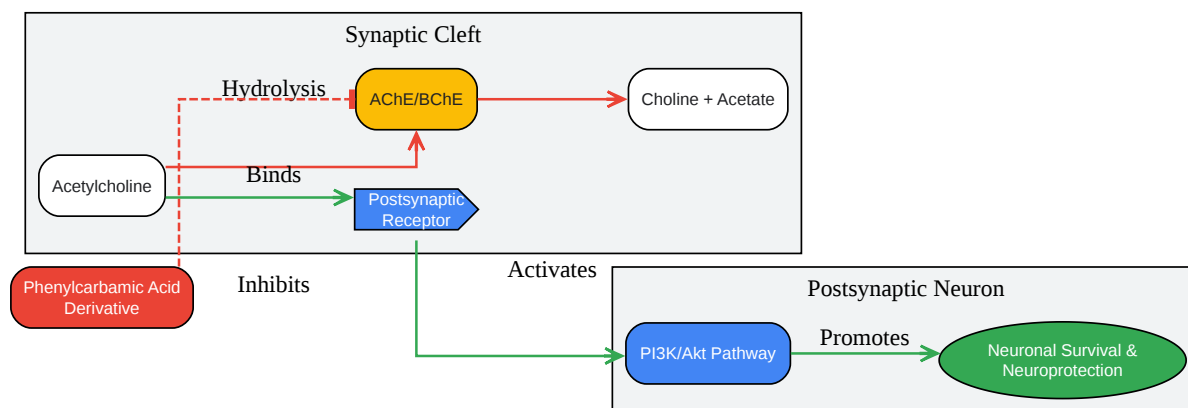 Synaptic Cleft
Hydrolysis
AChE/BChE
Choline + Acetate
Acetylcholine
Binds
Postsynaptic
Receptor
Phenylcarbamic Acid
Derivative
Inhibits
Activates
Postsynaptic Neuron
PI3K/Akt Pathway
Promotes
Neuronal Survival &
Neuroprotection